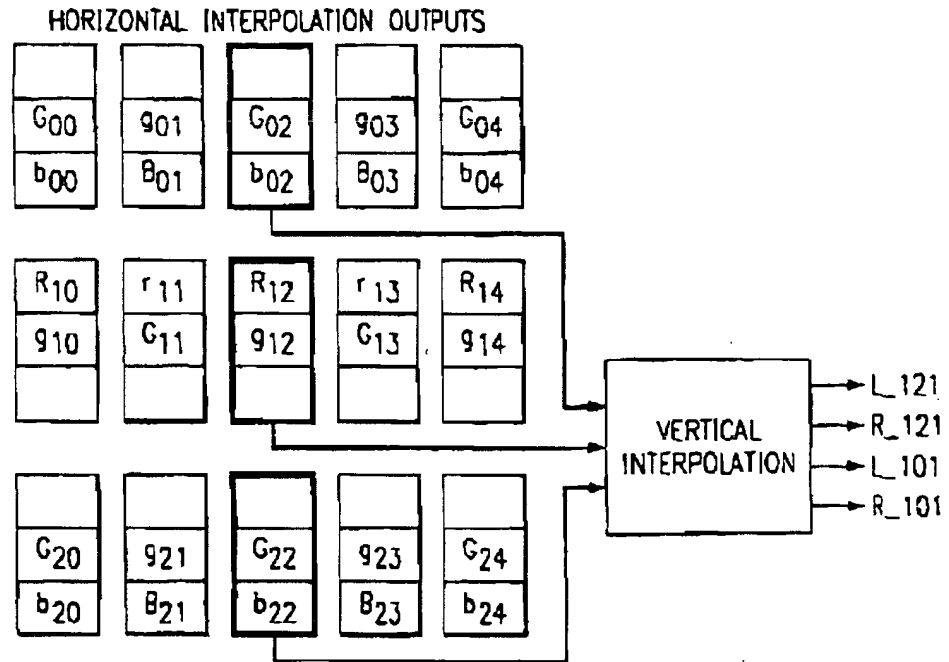 HORIZONTAL INTERPOLATION OUTPUTS
G00 g01 G02 g03 G04
b00 B01 b02 B03 b04
R10 r11 R12 r13 R14
g10 G11 g12 G13 g14
VERTICAL
INTERPOLATION
L_121
R_121
L_101
R_101
G20 g21 G22 g23 G24
b20 B21 b22 B23 b24